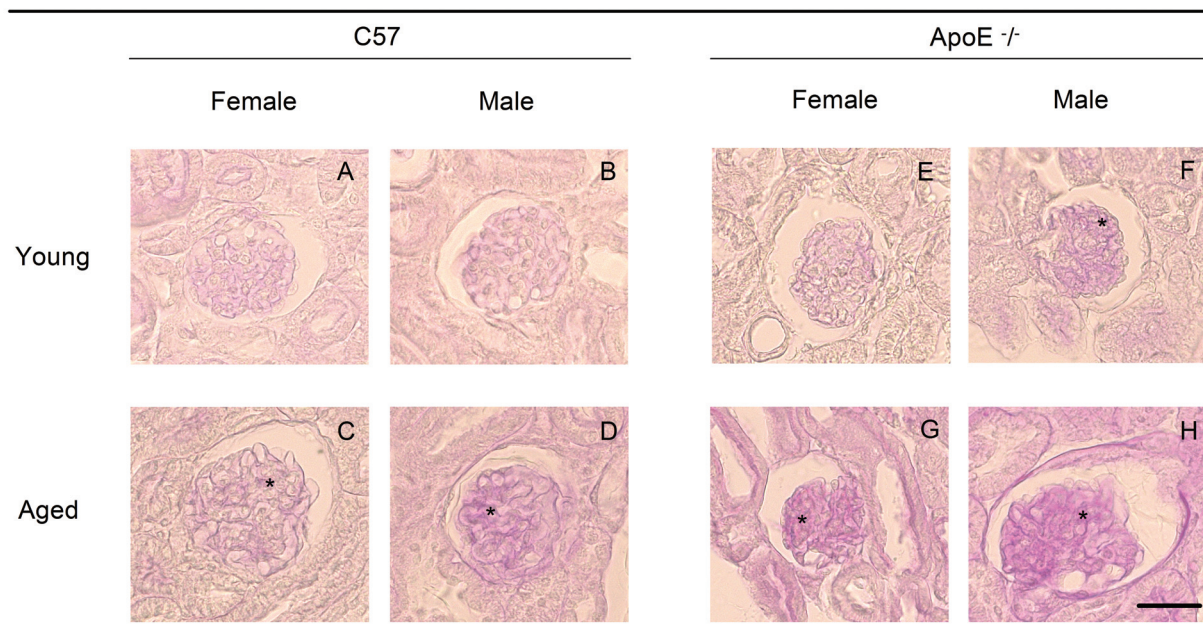 C57 ApoE -/-
Female Male Female Male
Young
A B E F
*
Aged
C D G H
* * * *